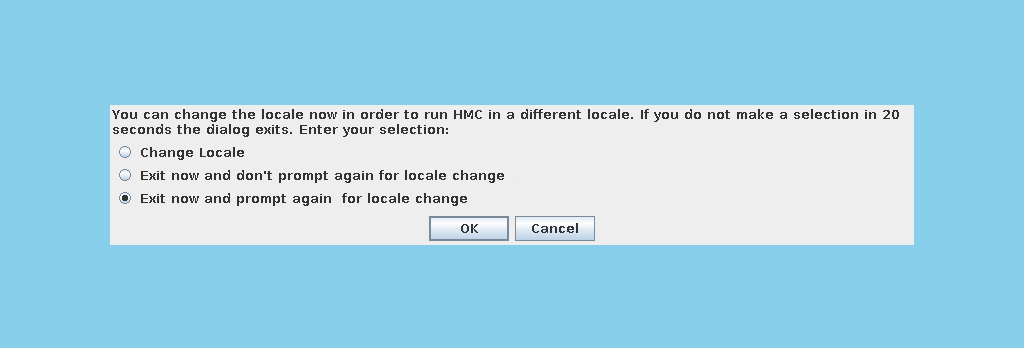 You can change the locale now in order to run HMC in a different locale. If you do not make a selection in 20
seconds the dialog exits. Enter your selection:
Change Locale
Exit now and don't prompt again for locale change
Exit now and prompt again  for locale change
OK
Cancel